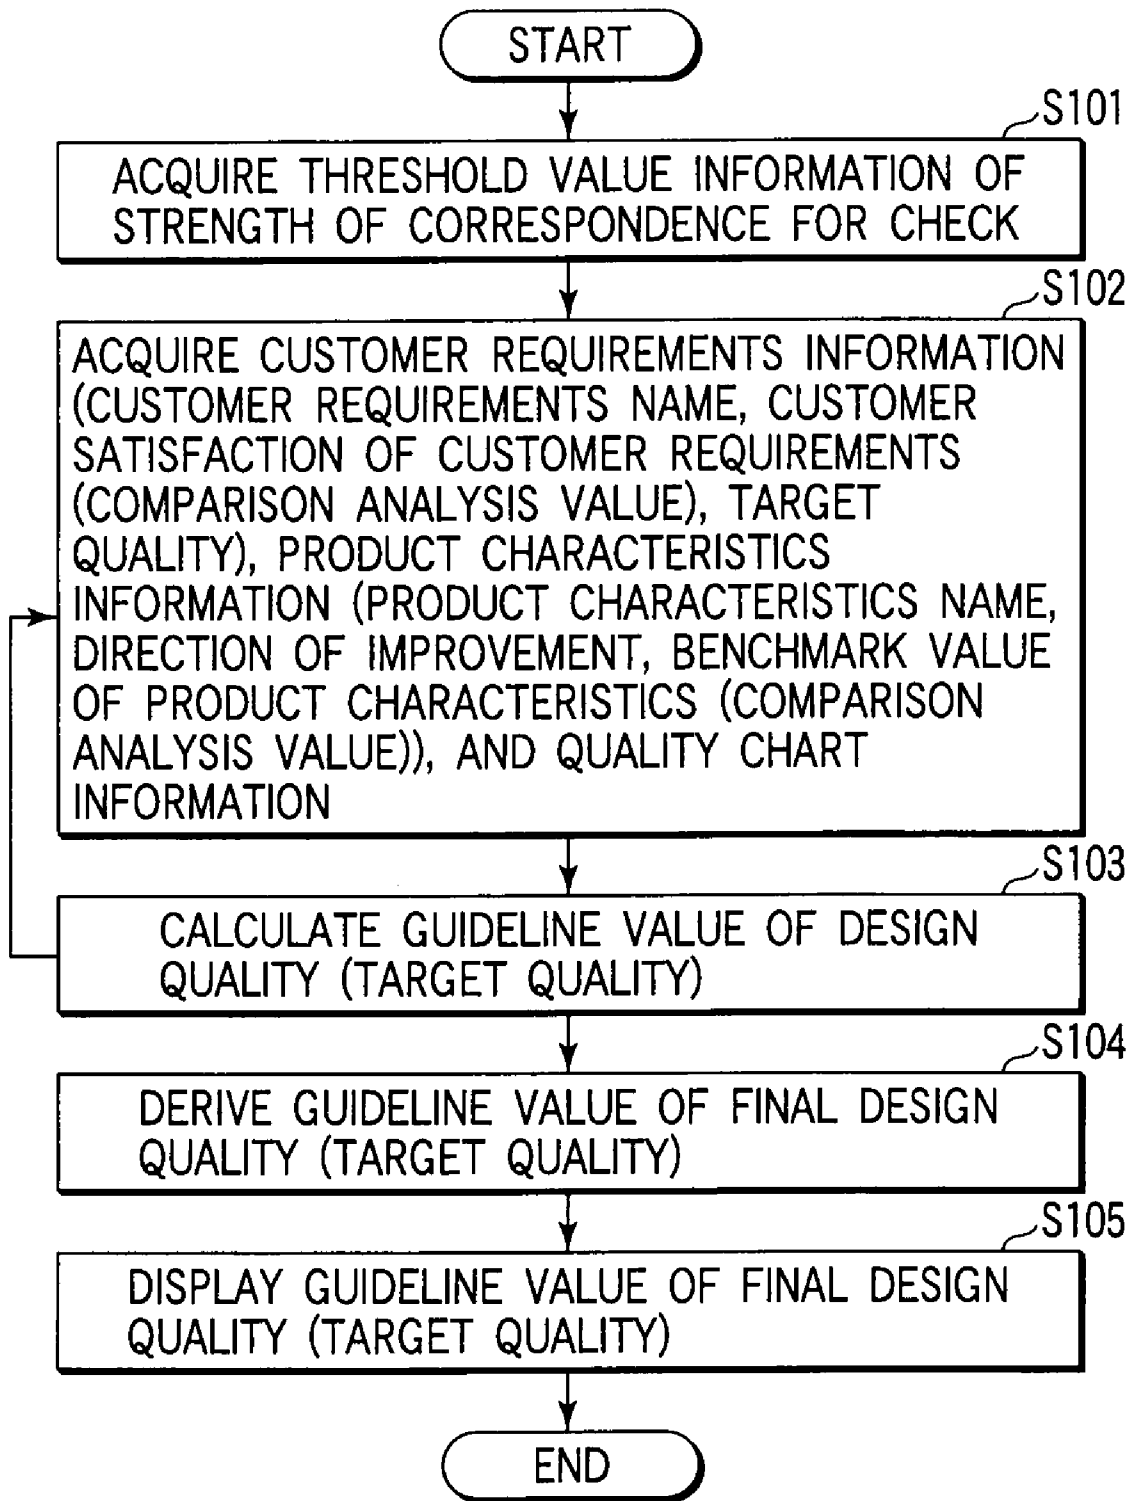 START
S101
ACQUIRE THRESHOLD VALUE INFORMATION OF
STRENGTH OF CORRESPONDENCE FOR CHECK
S102
ACQUIRE CUSTOMER REQUIREMENTS INFORMATION
(CUSTOMER REQUIREMENTS NAME, CUSTOMER
SATISFACTION OF CUSTOMER REQUIREMENTS
(COMPARISON ANALYSIS VALUE), TARGET
QUALITY), PRODUCT CHARACTERISTICS
INFORMATION (PRODUCT CHARACTERISTICS NAME,
DIRECTION OF IMPROVEMENT, BENCHMARK VALUE
OF PRODUCT CHARACTERISTICS (COMPARISON
ANALYSIS VALUE)), AND QUALITY CHART
INFORMATION
S103
CALCULATE GUIDELINE VALUE OF DESIGN
QUALITY (TARGET QUALITY)
S104
DERIVE GUIDELINE VALUE OF FINAL DESIGN
QUALITY (TARGET QUALITY)
S105
DISPLAY GUIDELINE VALUE OF FINAL DESIGN
QUALITY (TARGET QUALITY)
END